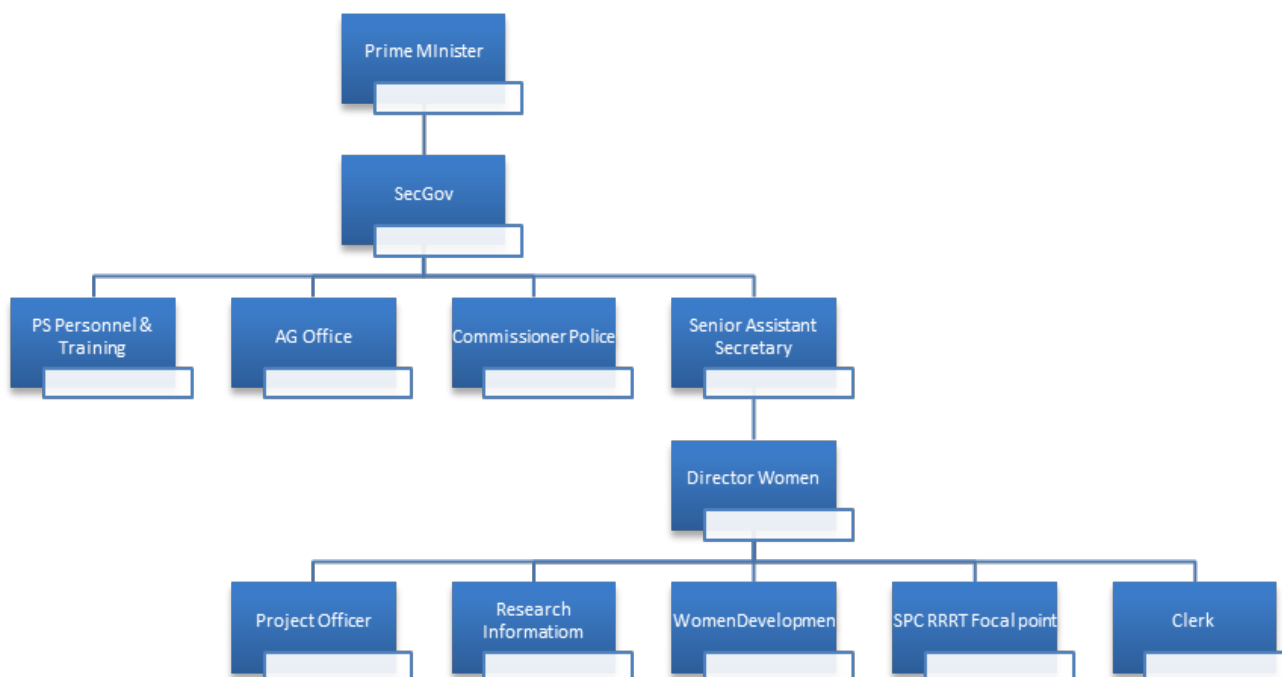 Prime MInister
SecGov
PS Personnel &
Training
AG Office
Commissioner Police
Senior Assistant
Secretary
Director Women
Project Officer
Research
Informatiom
WomenDevelopmen
SPC RRRT Focal point
Clerk